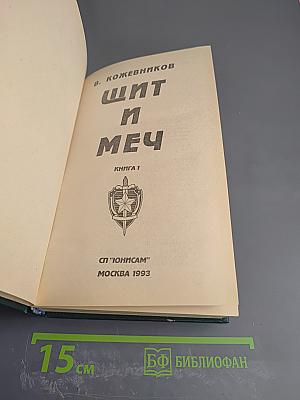 В. КОЖЕВНИКОВ
ЩИТ
И
МЕЧ
КНИГА 1
СП "ЮНИСАМ"
МОСКВА 1993
15 см
БФ БИБЛИОФАН